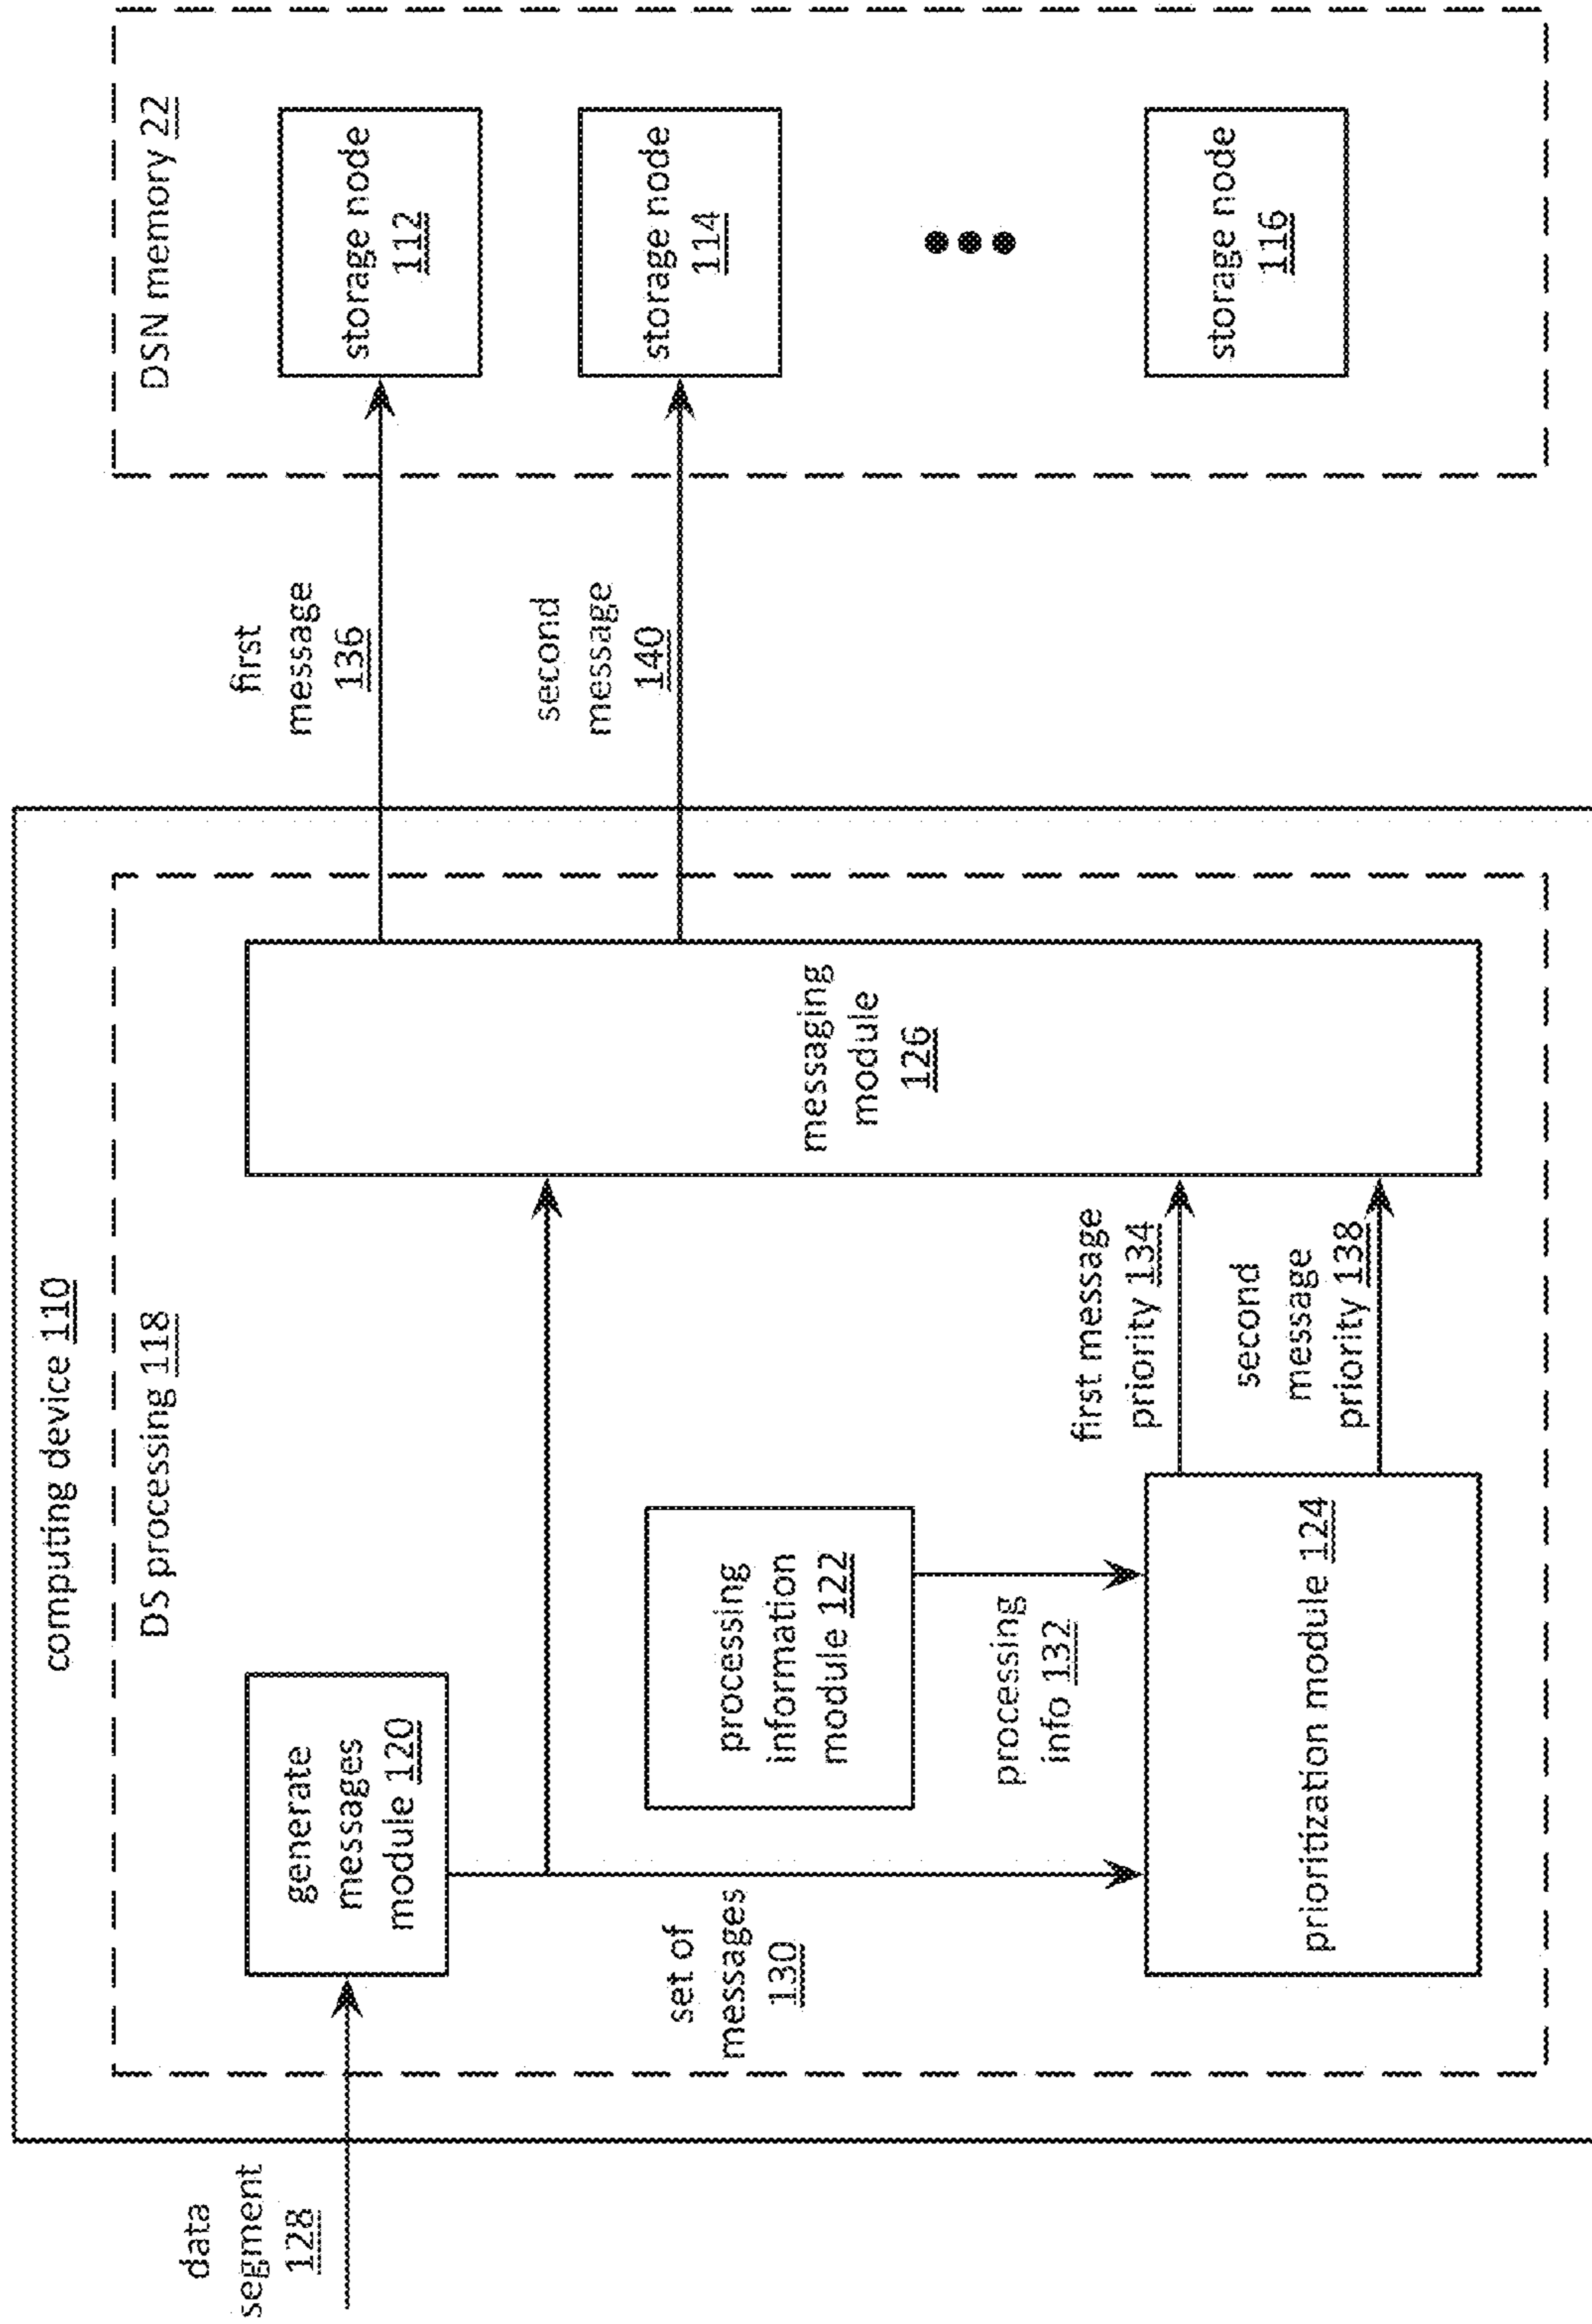 computing device 110
DS processing 118
data
segment
128
generate
messages
module 120
set of
messages
130
processing
information
module 122
processing
info 132
prioritization module 124
first message
priority 134
second
message
priority 138
messaging
module
126
first
message
136
second
message
140
DSN memory 22
storage node
112
storage node
114
storage node
116